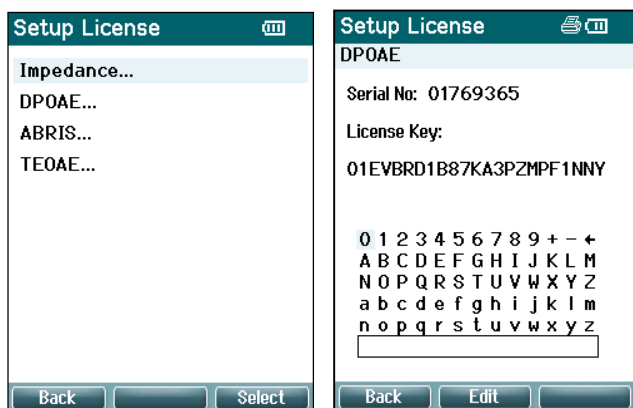 Setup License
Impedance...
DPOAE...
ABRIS...
TEOAE...
Back
Select
Setup License
DPOAE
Serial No: 01769365
License Key:
01EVBRD1B87KA3PZMPF1NNY
0 1 2 3 4 5 6 7 8 9 + - ←
A B C D E F G H I J K L M
N O P Q R S T U V W X Y Z
a b c d e f g h i j k l m
n o p q r s t u v w x y z
Back
Edit